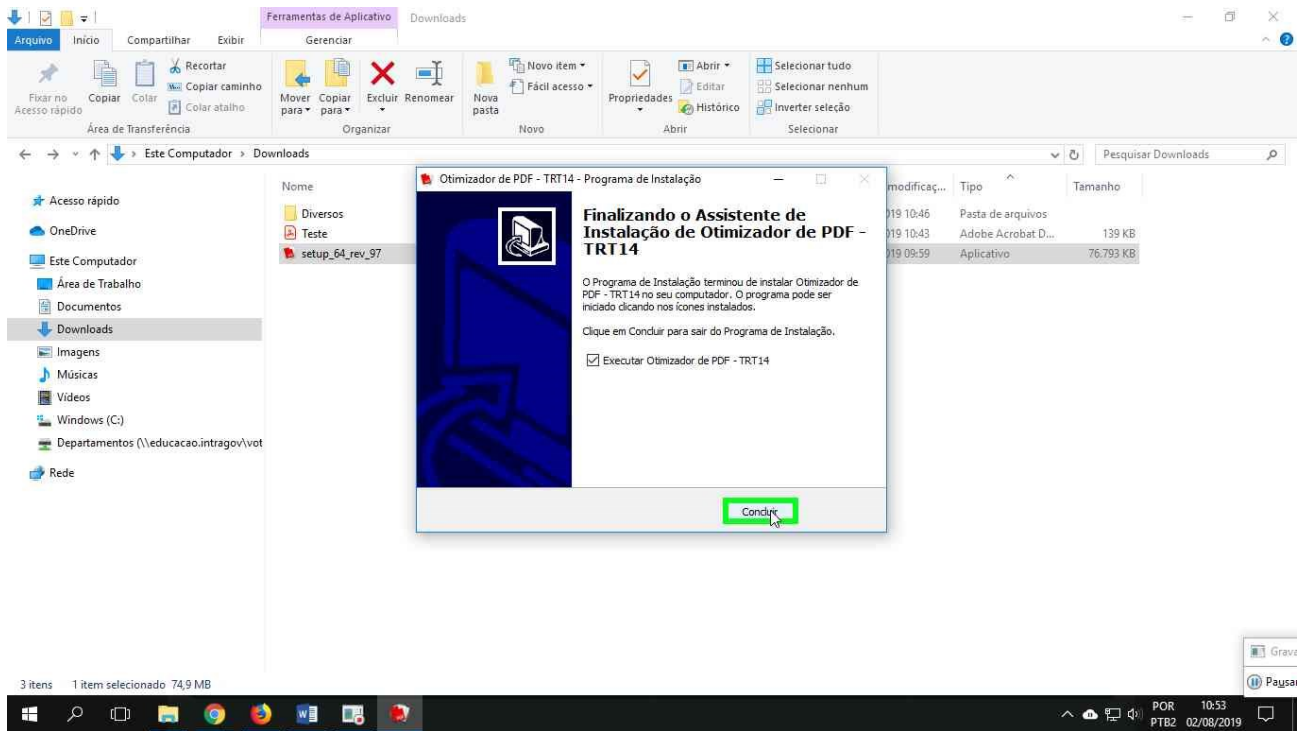 Ferramentas de Aplicativo Downloads
Arquivo Início Compartilhar Exibir Gerenciar
Fixar no Acesso rápido
Copiar
Colar
Recortar
Copiar caminho
Colar atalho
Área de Transferência
Mover para
Copiar para
Excluir
Renomear
Organizar
Nova pasta
Novo item
Fácil acesso
Novo
Propriedades
Abrir
Editar
Histórico
Abrir
Selecionar tudo
Selecionar nenhum
Inverter seleção
Selecionar
Este Computador > Downloads
Pesquisar Downloads
Acesso rápido
OneDrive
Este Computador
Área de Trabalho
Documentos
Downloads
Imagens
Músicas
Vídeos
Windows (C:)
Departamentos (\\educacao.intragov\vot
Rede
Nome modificaç... Tipo Tamanho
Diversos 019 10:46 Pasta de arquivos
Teste 019 10:43 Adobe Acrobat D... 139 KB
setup_64_rev_97 019 09:59 Aplicativo 76.793 KB
Otimizador de PDF - TRT14 - Programa de Instalação
Finalizando o Assistente de
Instalação de Otimizador de PDF -
TRT14
O Programa de Instalação terminou de instalar Otimizador de
PDF - TRT14 no seu computador. O programa pode ser
iniciado clicando nos ícones instalados.
Clique em Concluir para sair do Programa de Instalação.
Executar Otimizador de PDF - TRT14
Concluir
Grava
Pausar
3 itens 1 item selecionado 74,9 MB
POR 10:53
PTB2 02/08/2019